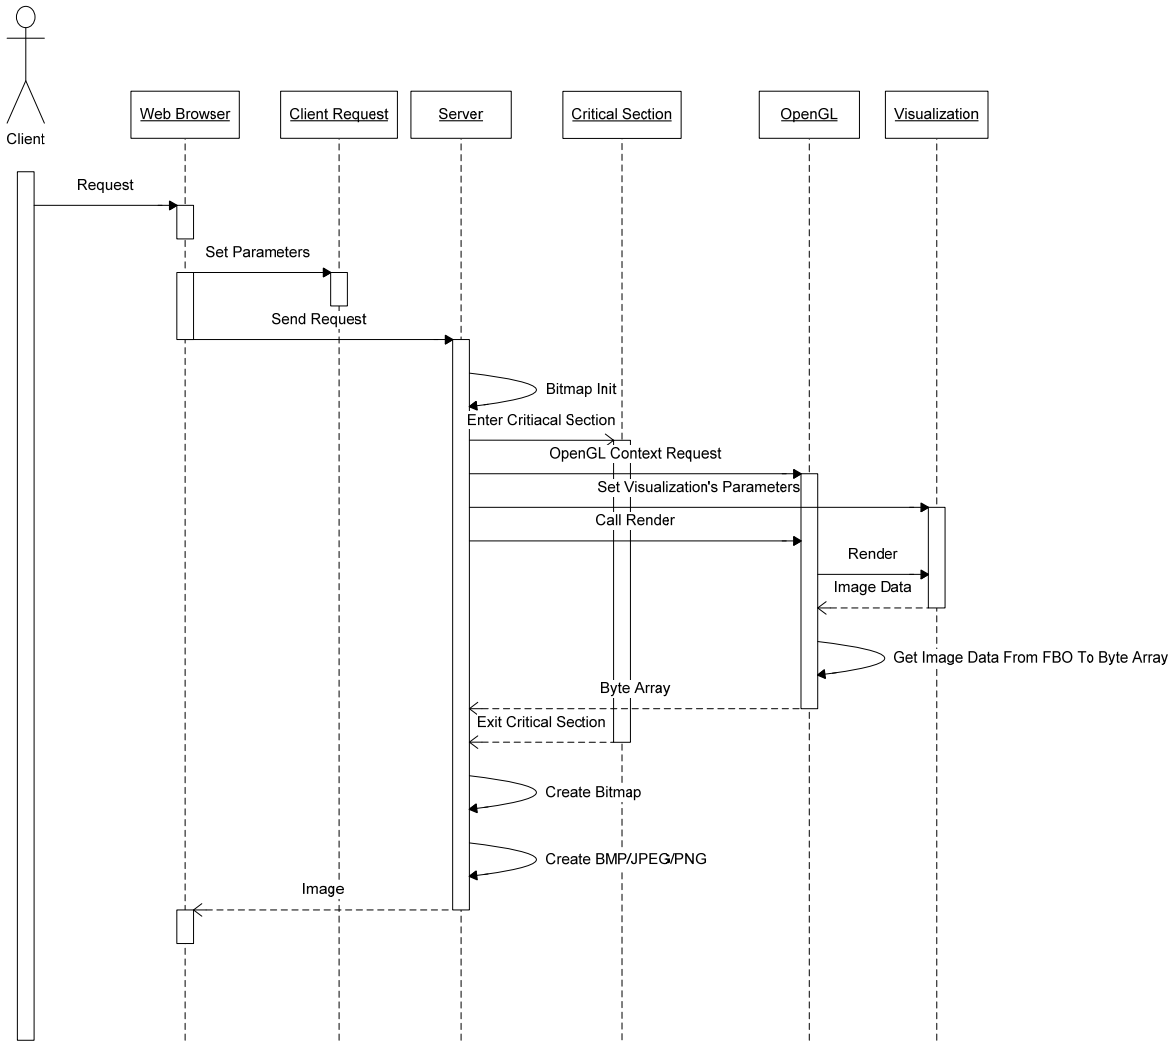 Client
Web Browser
Client Request
Server
Critical Section
OpenGL
Visualization
Request
Set Parameters
Send Request
Bitmap Init
Enter Critiacal Section
OpenGL Context Request
Set Visualization's Parameters
Call Render
Render
Image Data
Get Image Data From FBO To Byte Array
Byte Array
Exit Critical Section
Create Bitmap
Create BMP/JPEG/PNG
Image